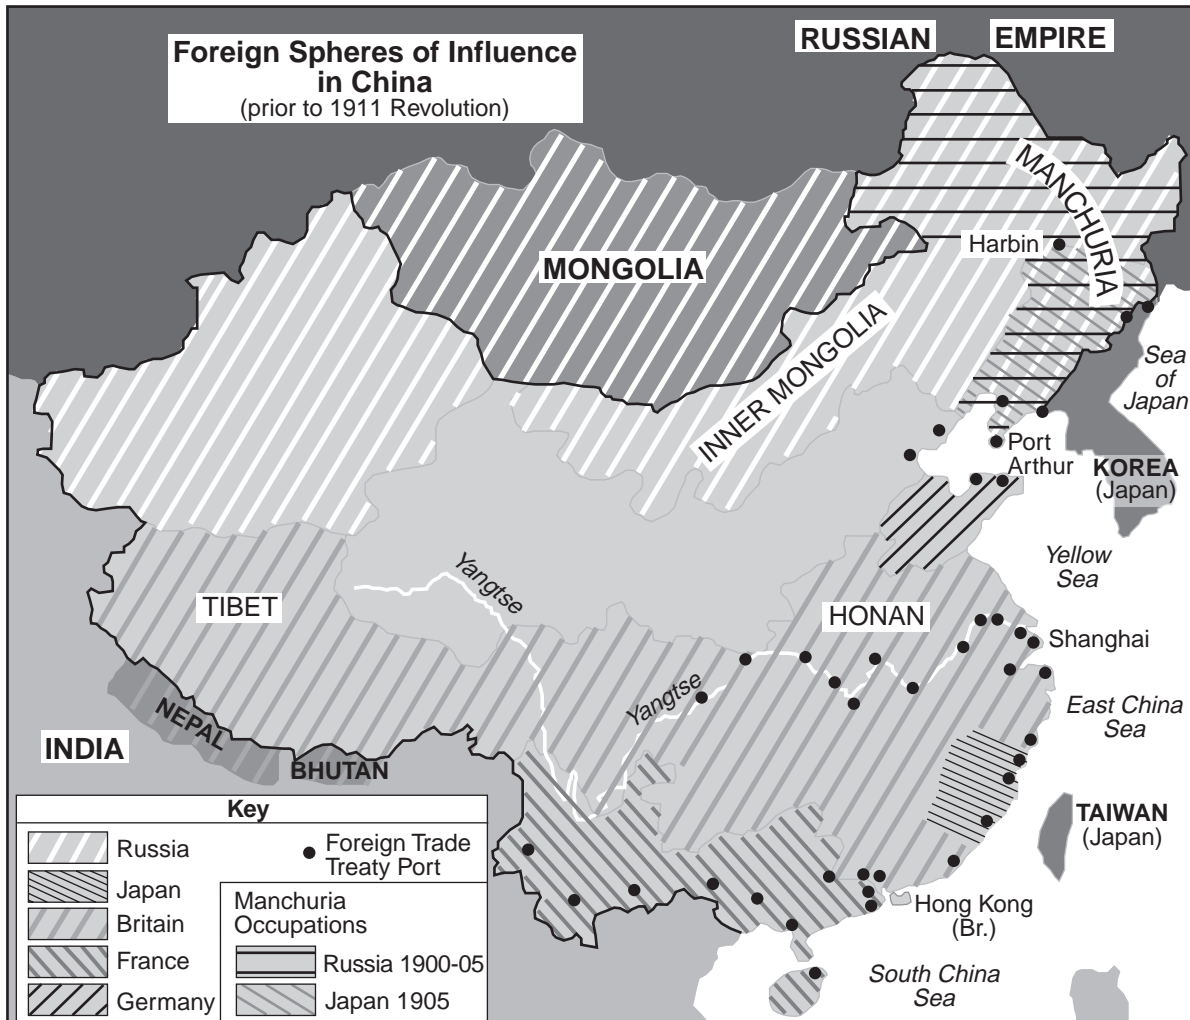 Foreign Spheres of Influence
in China
(prior to 1911 Revolution)
RUSSIAN EMPIRE
MANCHURIA
Harbin
MONGOLIA
INNER MONGOLIA
Sea
of
Japan
Port
Arthur
KOREA
(Japan)
Yellow
Sea
Yangtse
TIBET
HONAN
Shanghai
Yangtse
East China
Sea
NEPAL
INDIA
BHUTAN
TAIWAN
(Japan)
Hong Kong
(Br.)
South China
Sea
Key
Russia
Japan
Britain
France
Germany
Foreign Trade
Treaty Port
Manchuria
Occupations
Russia 1900-05
Japan 1905